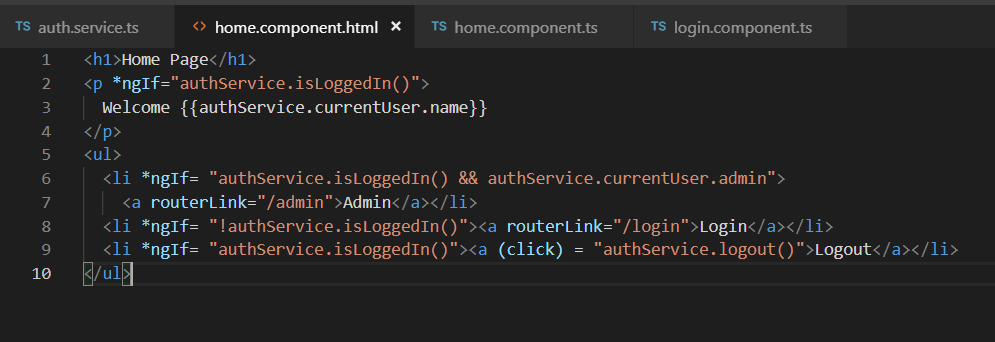 TS auth.service.ts <> home.component.html × TS home.component.ts TS login.component.ts
1 <h1>Home Page</h1>
2 <p *ngIf="authService.isLoggedIn()">
3 Welcome {{authService.currentUser.name}}
4 </p>
5 <ul>
6 <li *ngIf= "authService.isLoggedIn() && authService.currentUser.admin">
7 <a routerLink="/admin">Admin</a></li>
8 <li *ngIf= "!authService.isLoggedIn()"><a routerLink="/login">Login</a></li>
9 <li *ngIf= "authService.isLoggedIn()"><a (click) = "authService.logout()">Logout</a></li>
10 </ul>